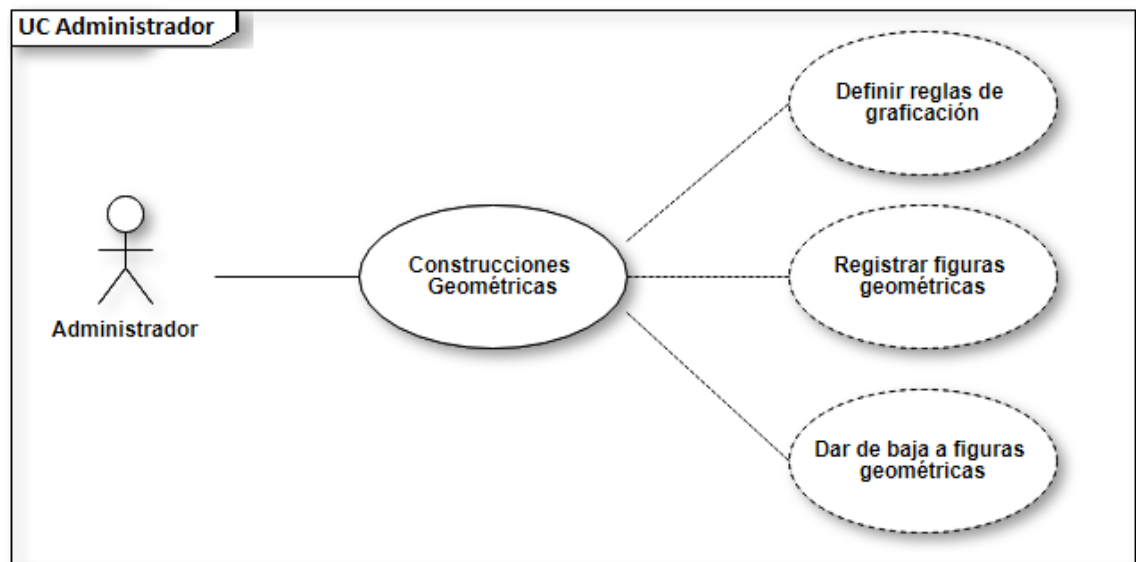 UC Administrador
Definir reglas de
graficación
Construcciones
Geométricas
Registrar figuras
geométricas
Administrador
Dar de baja a figuras
geométricas